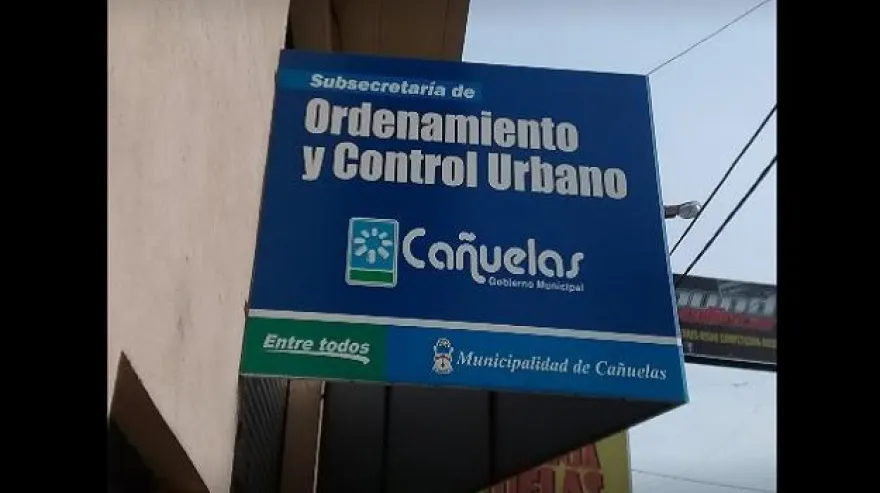 Subsecretaría de
Ordenamiento
y Control Urbano
Cañuelas
Gobierno Municipal
Entre todos
Municipalidad de Cañuelas